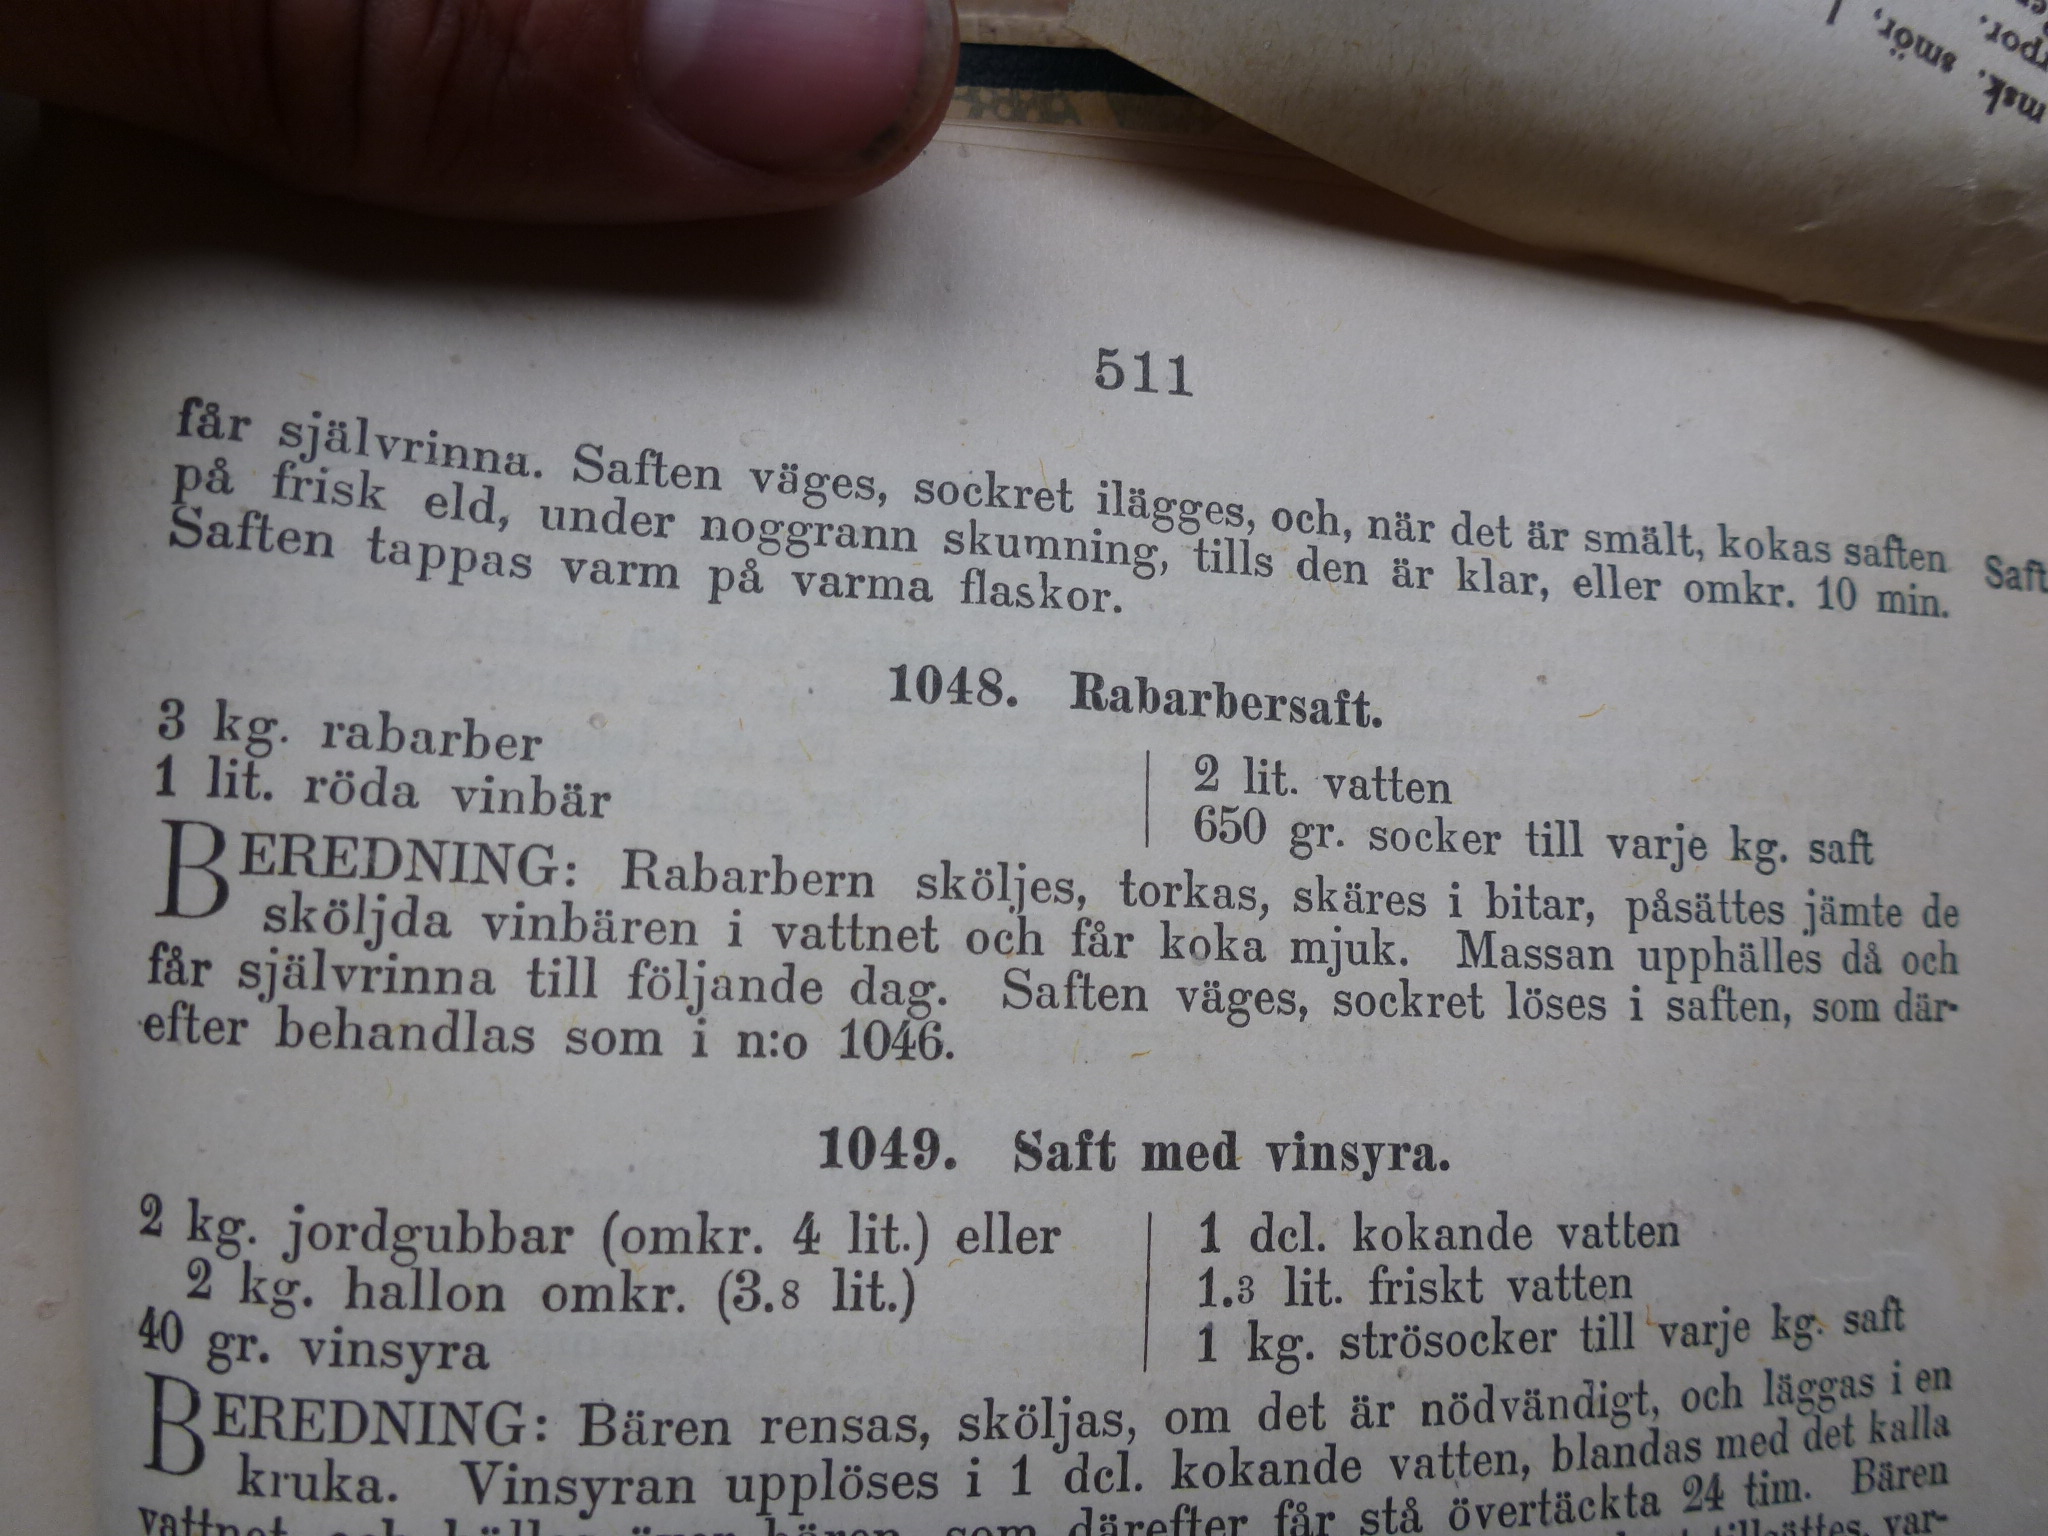 msk. smör,
511
får självrinna. Saften väges, sockret ilägges, och, när det är smält, kokas saften
på frisk eld, under noggrann skumning, tills den är klar, eller omkr. 10 min.
Saften tappas varm på varma flaskor.
Saft
1048. Rabarbersaft.
3 kg. rabarber
1 lit. röda vinbär
2 lit. vatten
650 gr. socker till varje kg. saft
BEREDNING: Rabarbern sköljes, torkas, skäres i bitar, påsättes jämte de
sköljda vinbären i vattnet och får koka mjuk. Massan upphälles då och
får självrinna till följande dag. Saften väges, sockret löses i saften, som där-
efter behandlas som i n:o 1046.
1049. Saft med vinsyra.
2 kg. jordgubbar (omkr. 4 lit.) eller
2 kg. hallon omkr. (3.8 lit.)
40 gr. vinsyra
1 dcl. kokande vatten
1.3 lit. friskt vatten
1 kg. strösocker till varje kg. saft
BEREDNING: Bären rensas, sköljas, om det är nödvändigt, och läggas i en
kruka. Vinsyran upplöses i 1 dcl. kokande vatten, blandas med det kalla
vattnet och hälles över bären, som därefter får stå övertäckta 24 tim. Bären
tillsättes var-